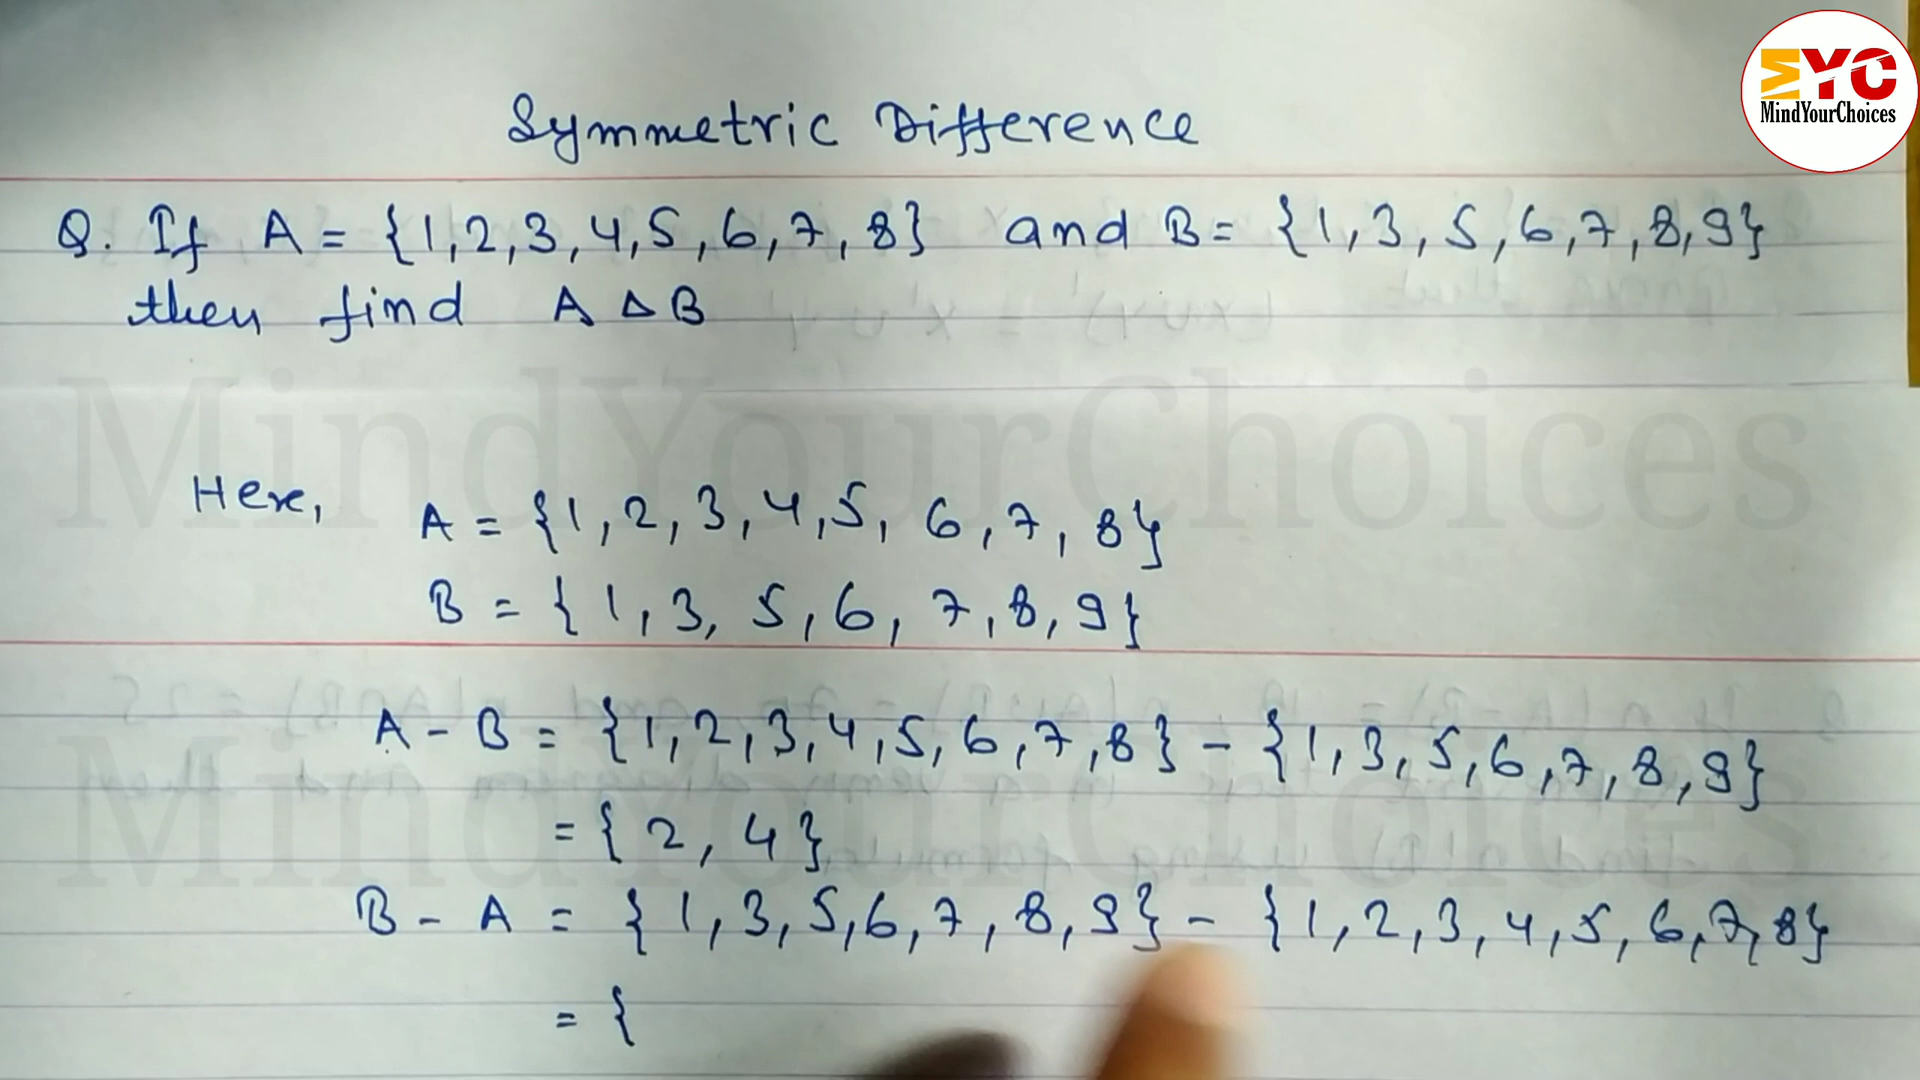 MYC
MindYourChoices
Symmetric Difference
Q. If A = {1,2,3,4,5,6,7,8} and B = {1,3,5,6,7,8,9}
then find A Δ B
MindYourChoices
Here, A = {1,2,3,4,5,6,7,8}
B = {1,3,5,6,7,8,9}
A - B = {1,2,3,4,5,6,7,8} - {1,3,5,6,7,8,9}
MindYourChoices
= {2,4}
B - A = {1,3,5,6,7,8,9} - {1,2,3,4,5,6,7,8}
= {